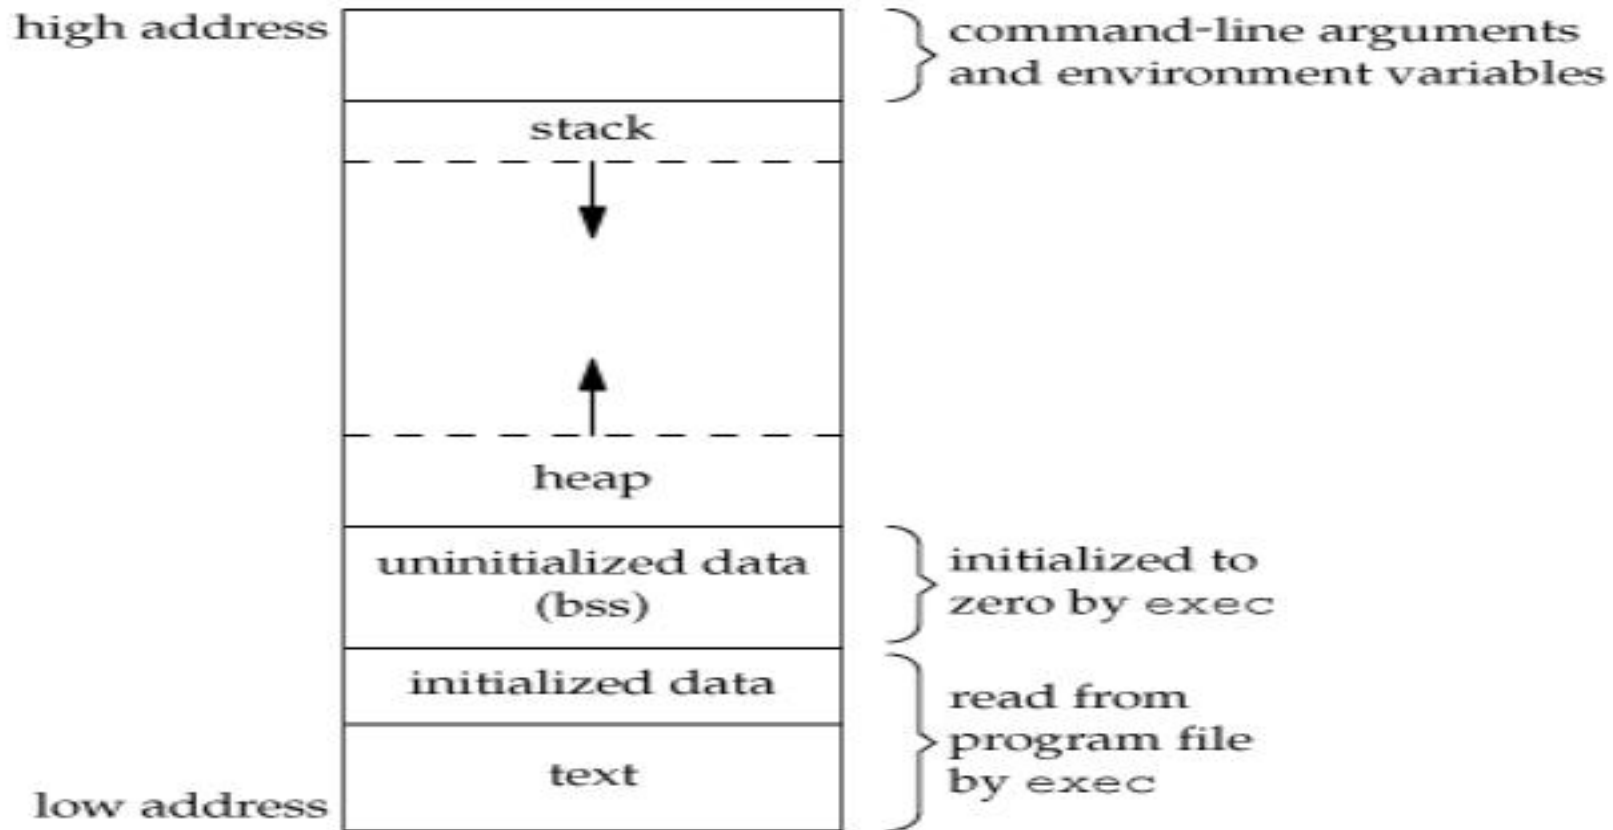 high address
command-line arguments
and environment variables
stack
heap
uninitialized data
(bss)
initialized to
zero by exec
initialized data
read from
program file
by exec
text
low address